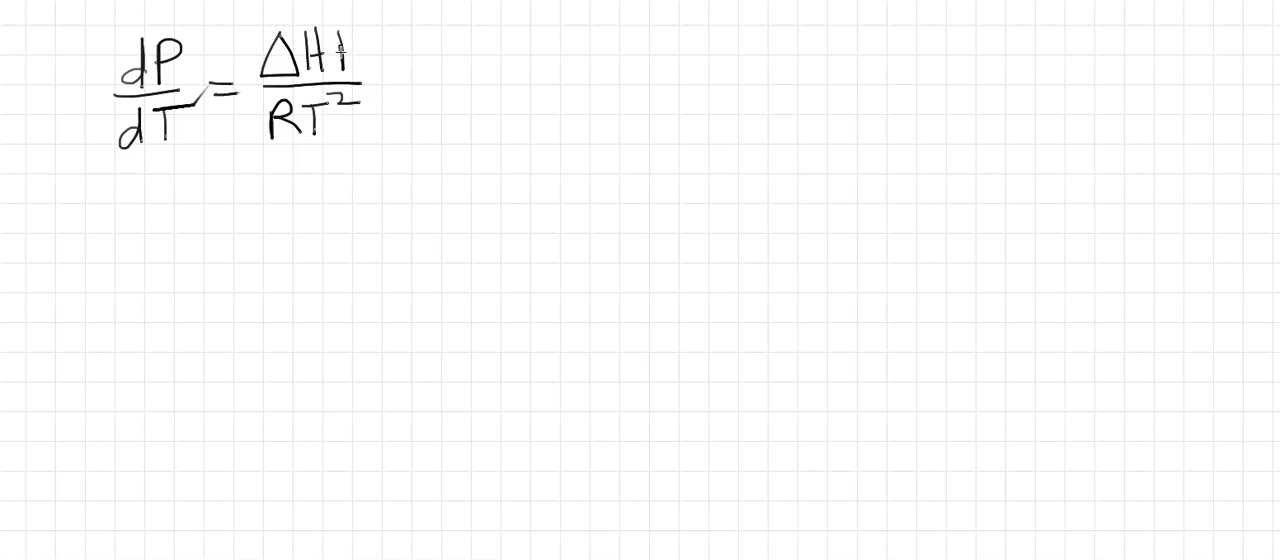 dP/dT = ΔH/RT²